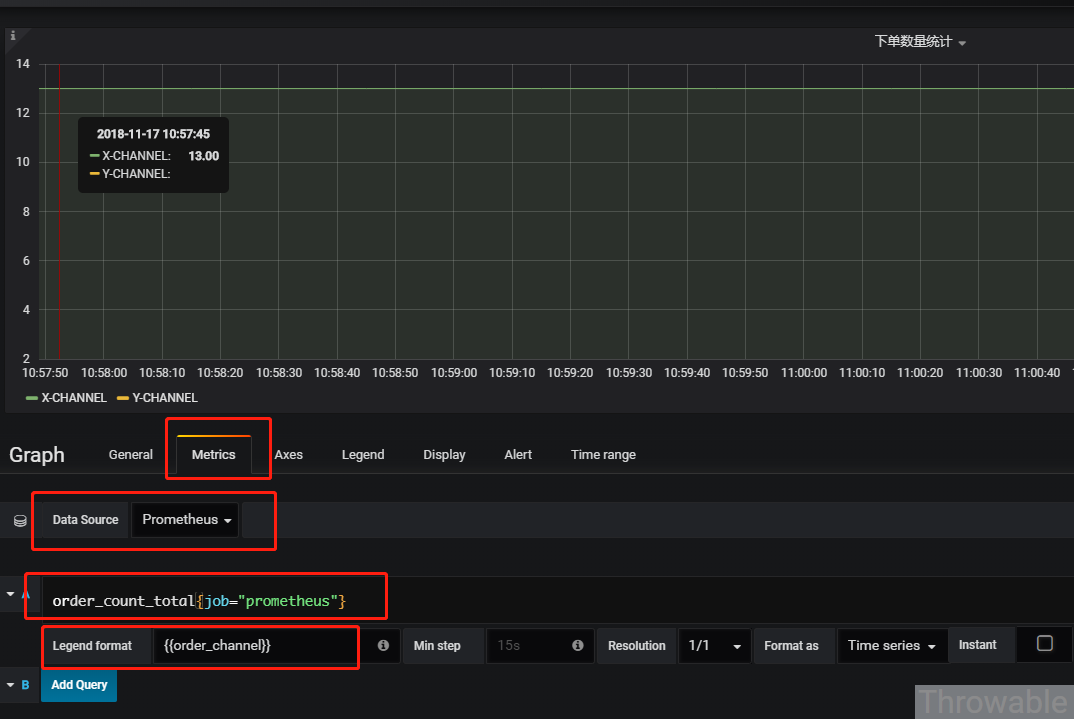 下单数量统计
14
12
10
8
6
4
2
2018-11-17 10:57:45
X-CHANNEL: 13.00
Y-CHANNEL:
10:57:50 10:58:00 10:58:10 10:58:20 10:58:30 10:58:40 10:58:50 10:59:00 10:59:10 10:59:20 10:59:30 10:59:40 10:59:50 11:00:00 11:00:10 11:00:20 11:00:30 11:00:40
X-CHANNEL Y-CHANNEL
Graph General Metrics Axes Legend Display Alert Time range
Data Source Prometheus
A order_count_total{job="prometheus"}
Legend format {{order_channel}} Min step 15s Resolution 1/1 Format as Time series Instant
B Add Query
Throwable